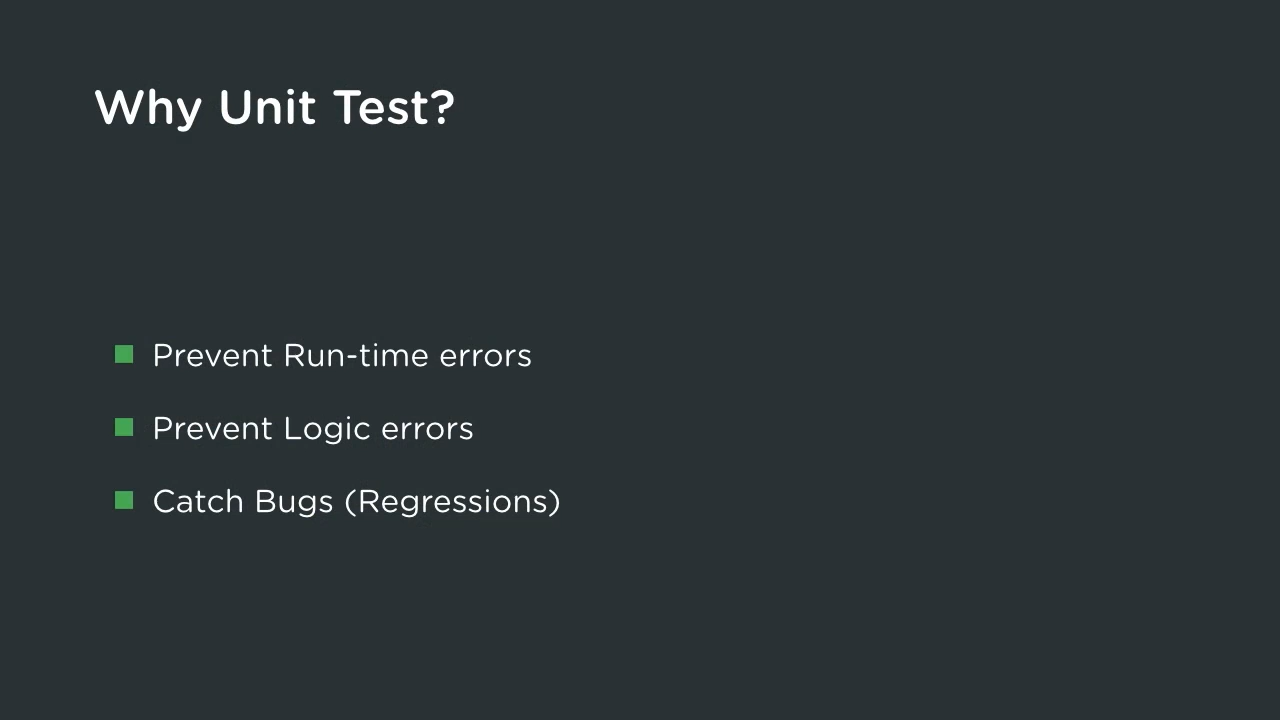 Why Unit Test?
Prevent Run-time errors
Prevent Logic errors
Catch Bugs (Regressions)